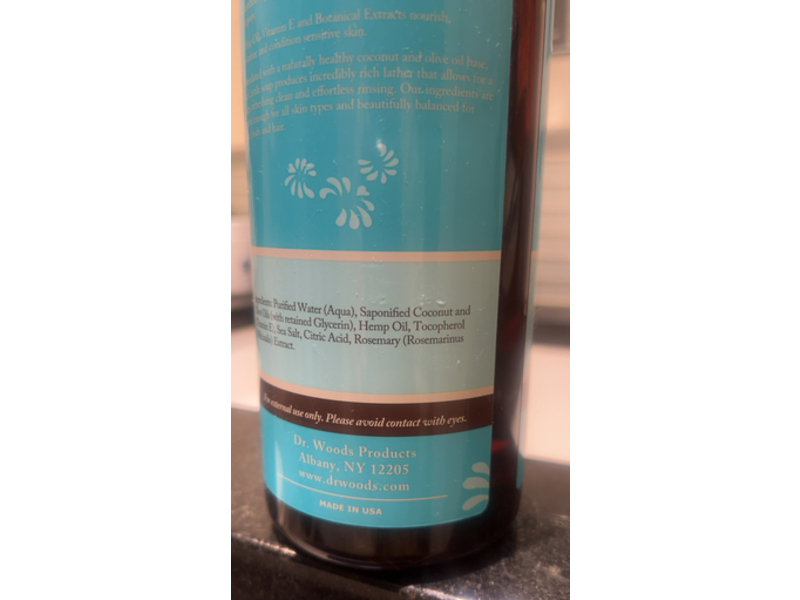 Vitamin E and Botanical Extracts nourish,
and condition sensitive skin.
with a naturally healthy coconut and olive oil base,
soap produces incredibly rich lather that allows for a
clean and effortless rinsing. Our ingredients are
enough for all skin types and beautifully balanced for
and hair.
Purified Water (Aqua), Saponified Coconut and
with retained Glycerin), Hemp Oil, Tocopherol
E), Sea Salt, Citric Acid, Rosemary (Rosemarinus
Extract.
For external use only. Please avoid contact with eyes.
Dr. Woods Products
Albany, NY 12205
www.drwoods.com
MADE IN USA